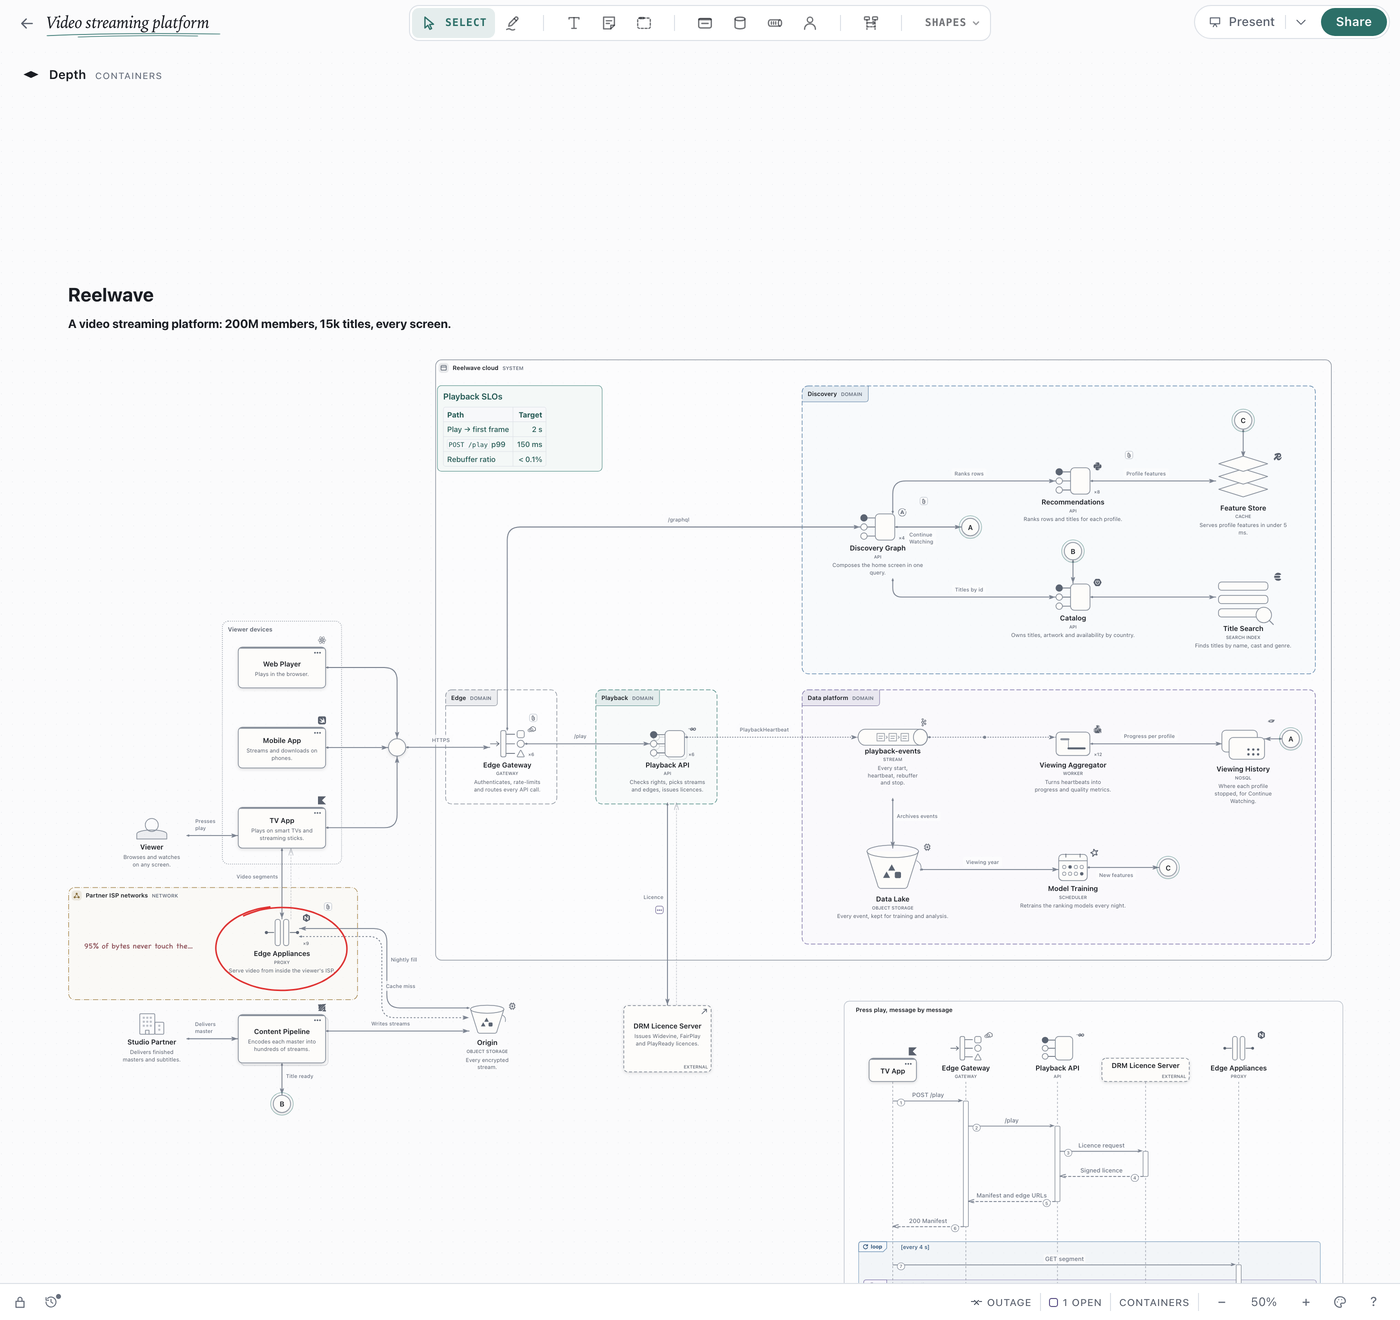 Video streaming platform
SELECT
SHAPES
Present
Share
Depth CONTAINERS
Reelwave
A video streaming platform: 200M members, 15k titles, every screen.
Reelwave cloud SYSTEM
Playback SLOs
Path Target
Play → first frame 2 s
POST /play p99 150 ms
Rebuffer ratio < 0.1%
Discovery DOMAIN
C
Ranks rows
Profile features
Recommendations
API
Ranks rows and titles for each profile.
×8
Feature Store
CACHE
Serves profile features in under 5
ms.
/graphql
A
×4
Continue
Watching
A
Discovery Graph
API
Composes the home screen in one
query.
B
Titles by id
Catalog
API
Owns titles, artwork and availability by country.
Title Search
SEARCH INDEX
Finds titles by name, cast and genre.
Viewer devices
Web Player
Plays in the browser.
Mobile App
Streams and downloads on
phones.
TV App
Plays on smart TVs and
streaming sticks.
HTTPS
Edge DOMAIN
×8
Edge Gateway
GATEWAY
Authenticates, rate-limits
and routes every API call.
/play
Playback DOMAIN
×6
Playback API
API
Checks rights, picks streams
and edges, issues licences.
PlaybackHeartbeat
Data platform DOMAIN
playback-events
STREAM
Every start,
heartbeat, rebuffer
and stop.
×12
Viewing Aggregator
WORKER
Turns heartbeats into
progress and quality metrics.
Progress per profile
Viewing History
NOSQL
Where each profile
stopped, for Continue
Watching.
A
Archives events
Data Lake
OBJECT STORAGE
Every event, kept for training and analysis.
Viewing year
Model Training
SCHEDULER
Retrains the ranking models every night.
New features
C
Viewer
Browses and watches
on any screen.
Presses
play
Video segments
Partner ISP networks NETWORK
95% of bytes never touch the…
×9
Edge Appliances
PROXY
Serve video from inside the viewer's ISP.
Nightly fill
Cache miss
Licence
Studio Partner
Delivers finished
masters and subtitles.
Delivers
master
Content Pipeline
Encodes each master into
hundreds of streams.
Writes streams
Origin
OBJECT STORAGE
Every encrypted
stream.
Title ready
B
DRM Licence Server
Issues Widevine, FairPlay
and PlayReady licences.
EXTERNAL
Press play, message by message
TV App
Edge Gateway
GATEWAY
Playback API
API
DRM Licence Server
EXTERNAL
Edge Appliances
PROXY
POST /play
1
/play
2
Licence request
3
Signed licence
4
Manifest and edge URLs
5
200 Manifest
6
loop [every 4 s]
GET segment
7
OUTAGE
1 OPEN
CONTAINERS
− 50% +
?